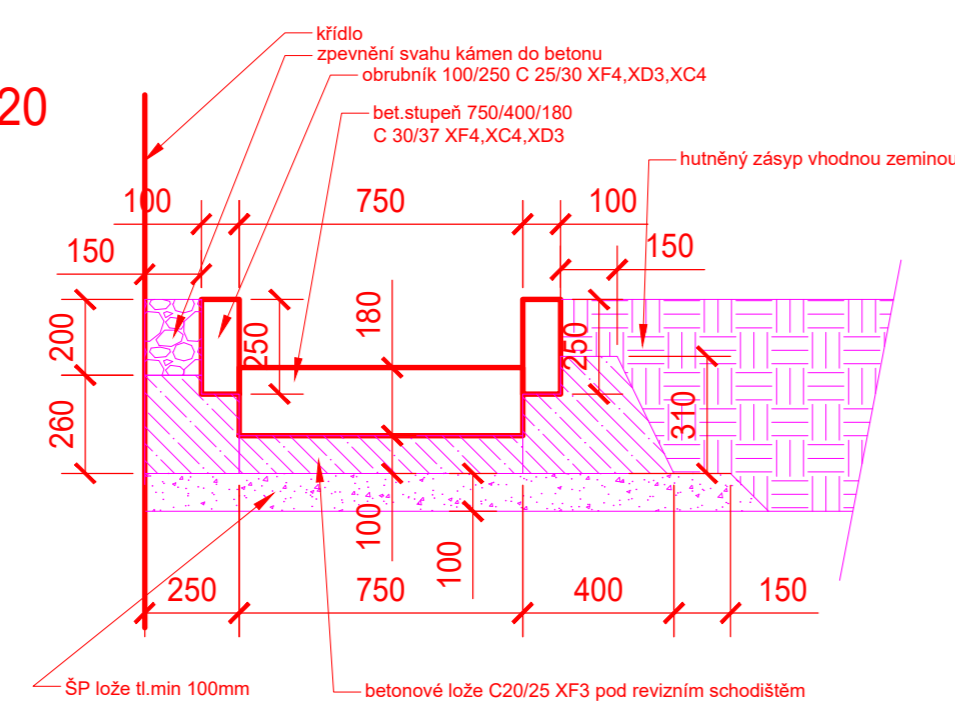 křídlo
zpevnění svahu kámen do betonu
obrubník 100/250 C 25/30 XF4,XD3,XC4
20
bet.stupeň 750/400/180
C 30/37 XF4,XC4,XD3
hutněný zásyp vhodnou zeminou
100
750
100
150
150
200
250
180
250
260
310
100
100
250
750
400
150
ŠP lože tl.min 100mm
betonové lože C20/25 XF3 pod revizním schodištěm